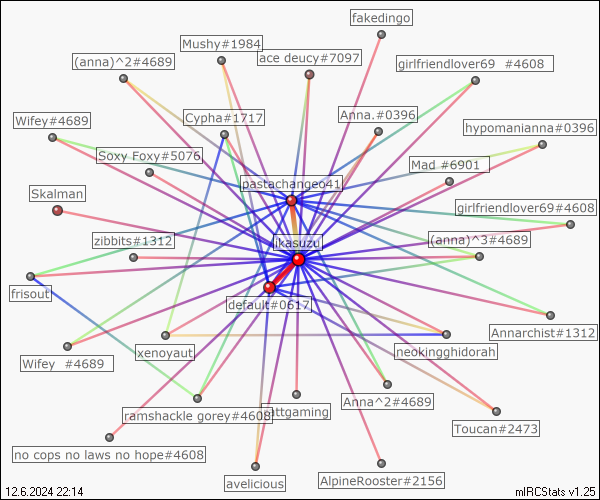 fakedingo
Mushy#1984
(anna)^2#4689
ace deucy#7097
girlfriendlover69 #4608
Wifey#4689
Cypha#1717
Anna.#0396
hypomanianna#0396
Soxy Foxy#5076
Mad #6901
pastachangeo41
Skalman
girlfriendlover69#4608
zibbits#1312
ikasuzu
(anna)^3#4689
frisout
default#0617
Annarchist#1312
Wifey #4689
xenoyaut
neokingghidorah
ramshackle gorey#4608
ttgaming
Anna^2#4689
Toucan#2473
no cops no laws no hope#4608
avelicious
AlpineRooster#2156
12.6.2024 22:14
mIRCStats v1.25